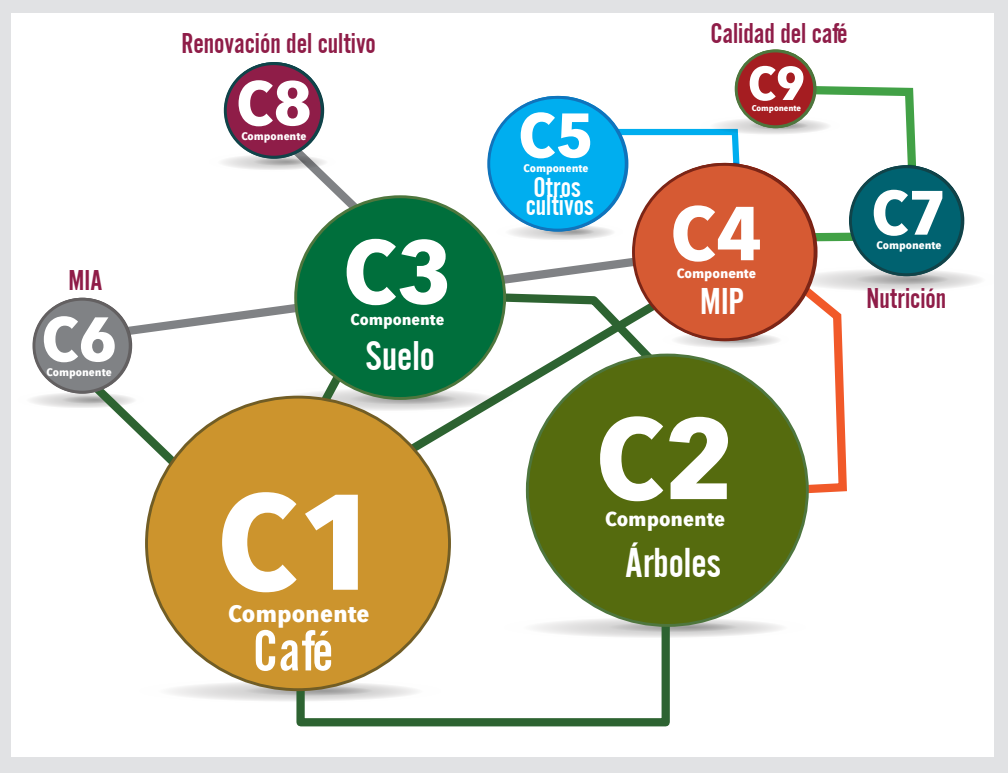 Renovación del cultivo
C8
Componente
Calidad del café
C9
Componente
C5
Componente
Otros
cultivos
C4
Componente
MIP
C7
Componente
Nutrición
C3
Componente
Suelo
MIA
C6
Componente
C2
Componente
Árboles
C1
Componente
Café